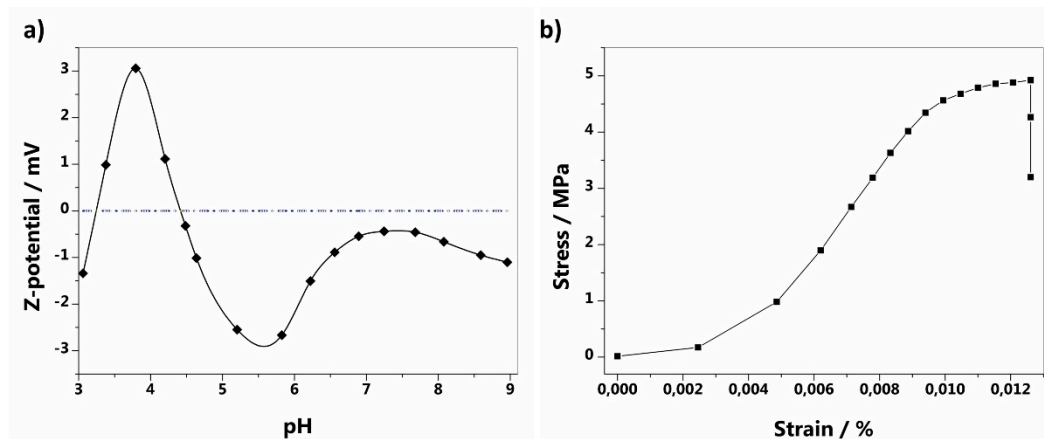 a)
3
2
1
0
-1
-2
-3
Z-potential / mV
3 4 5 6 7 8 9
pH
b)
5
4
3
2
1
0
Stress / MPa
0,000 0,002 0,004 0,006 0,008 0,010 0,012
Strain / %